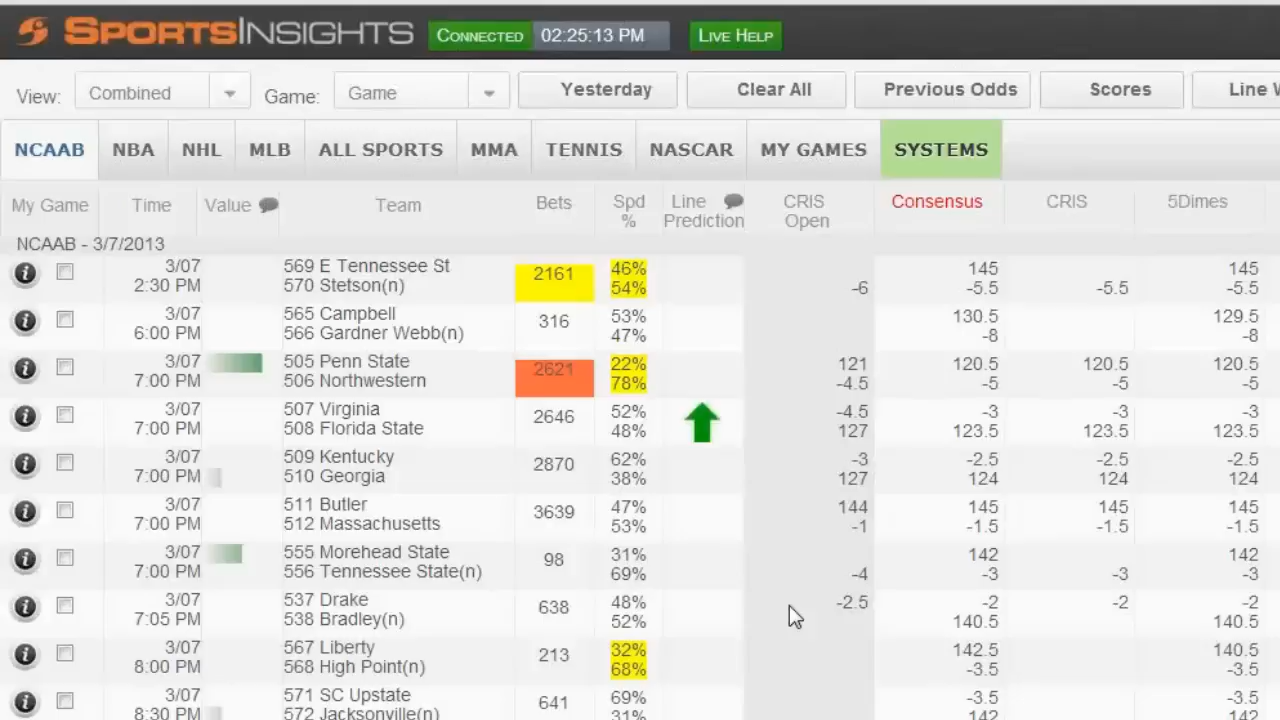 SPORTSINSIGHTS CONNECTED 02:25:13 PM LIVE HELP
View: Combined Game: Game Yesterday Clear All Previous Odds Scores Line
NCAAB NBA NHL MLB ALL SPORTS MMA TENNIS NASCAR MY GAMES SYSTEMS
My Game Time Value Team Bets Spd % Line Prediction CRIS Open Consensus CRIS 5Dimes
NCAAB - 3/7/2013
3/07 569 E Tennessee St 2161 46% 145 145
2:30 PM 570 Stetson(n) 54% -6 -5.5 -5.5 -5.5
3/07 565 Campbell 316 53% 130.5 129.5
6:00 PM 566 Gardner Webb(n) 47% -8 -8
3/07 505 Penn State 2621 22% 121 120.5 120.5 120.5
7:00 PM 506 Northwestern 78% -4.5 -5 -5 -5
3/07 507 Virginia 2646 52% -4.5 -3 -3 -3
7:00 PM 508 Florida State 48% 127 123.5 123.5 123.5
3/07 509 Kentucky 2870 62% -3 -2.5 -2.5 -2.5
7:00 PM 510 Georgia 38% 127 124 124 124
3/07 511 Butler 3639 47% 144 145 145 145
7:00 PM 512 Massachusetts 53% -1 -1.5 -1.5 -1.5
3/07 555 Morehead State 98 31% 142 142
7:00 PM 556 Tennessee State(n) 69% -4 -3 -3 -3
3/07 537 Drake 638 48% -2.5 -2 -2 -2
7:05 PM 538 Bradley(n) 52% 140.5 140.5
3/07 567 Liberty 213 32% 142.5 140.5
8:00 PM 568 High Point(n) 68% -3.5 -3.5
3/07 571 SC Upstate 641 69% -3.5 -3.5
8:30 PM 572 Jacksonville(n) 31% 142 142